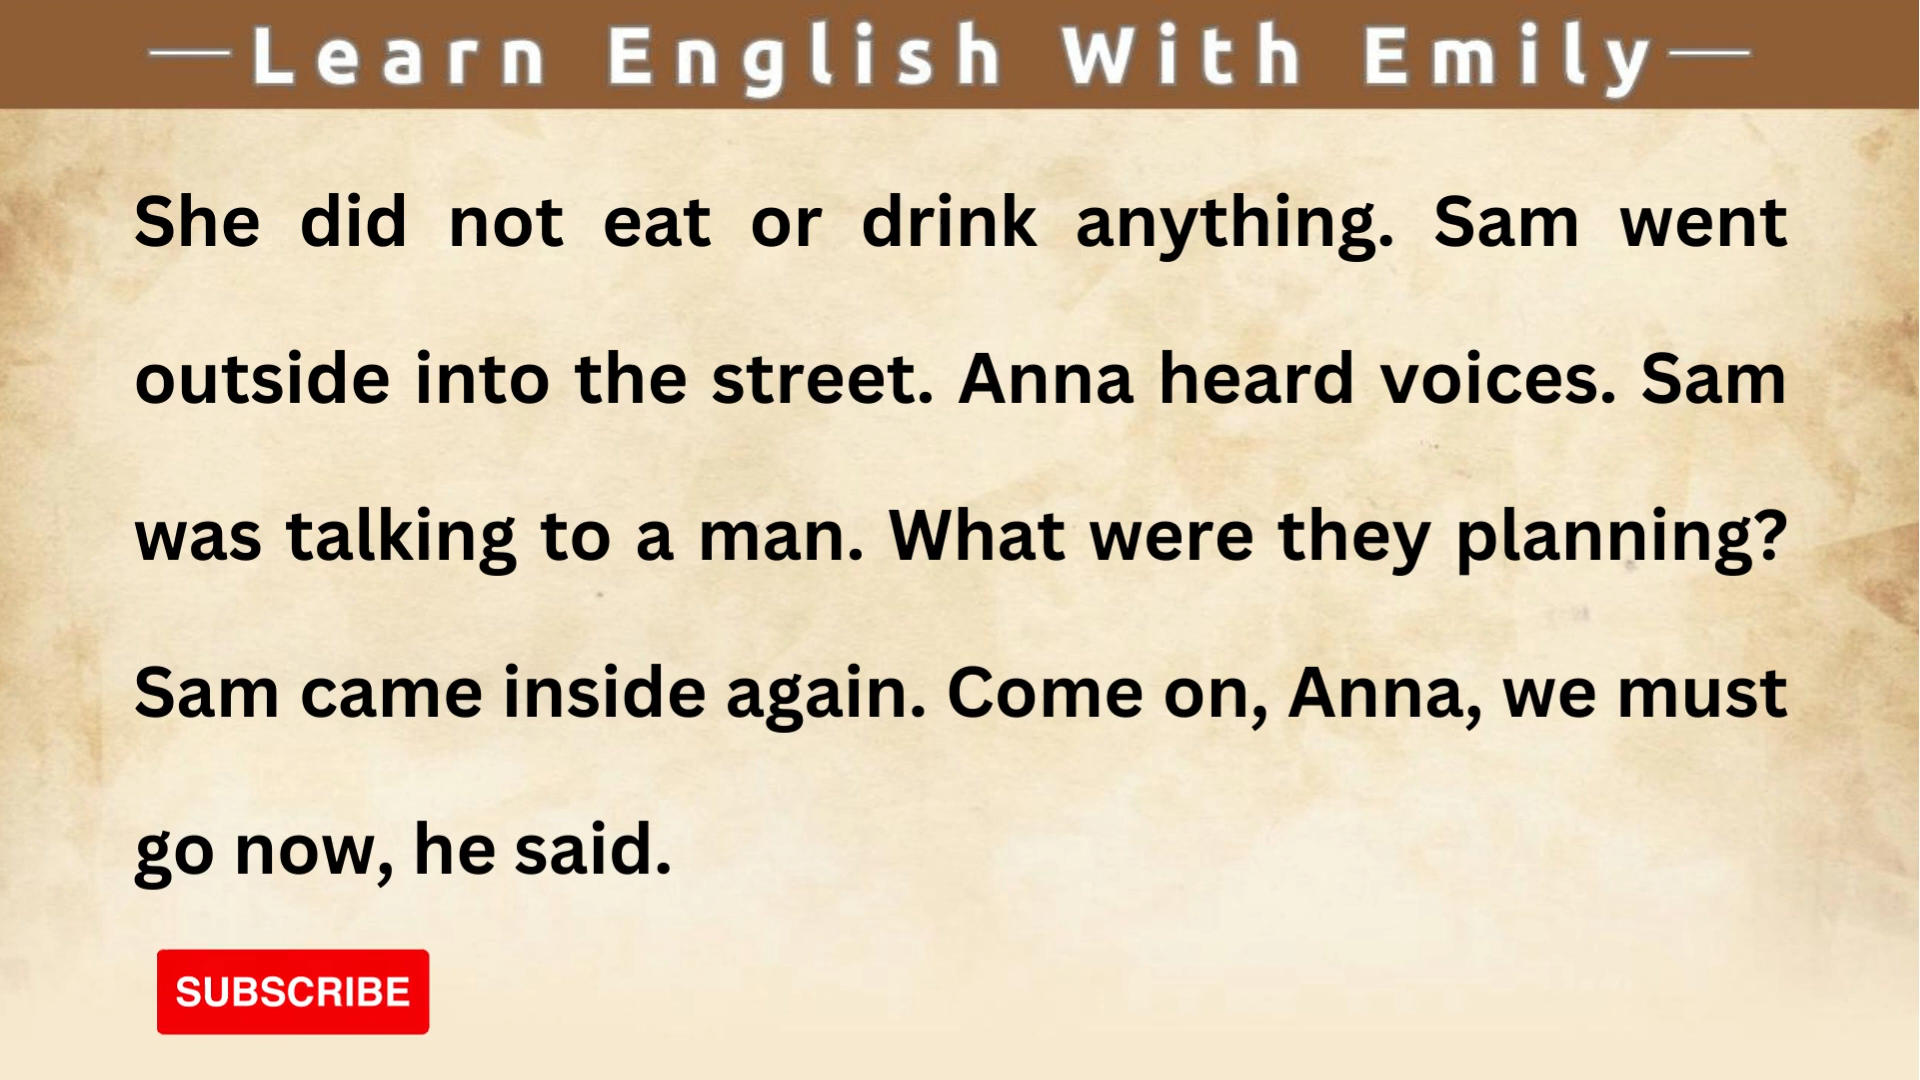 Learn English With Emily
She did not eat or drink anything. Sam went
outside into the street. Anna heard voices. Sam
was talking to a man. What were they planning?
Sam came inside again. Come on, Anna, we must
go now, he said.
SUBSCRIBE